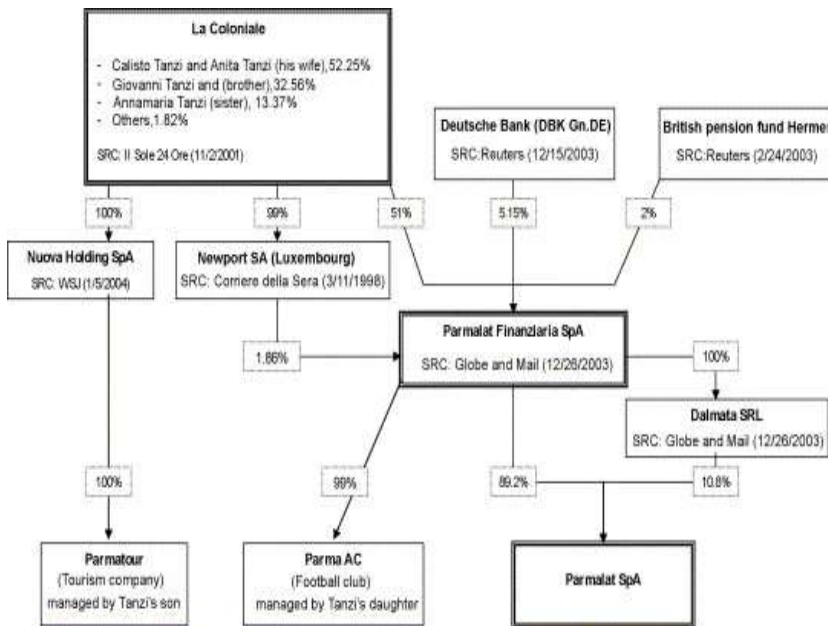 La Coloniale
- Calisto Tanzi and Anita Tanzi (his wife),52.25%
- Giovanni Tanzi and (brother),32.56%
- Annamaria Tanzi (sister), 13.37%
- Others,1.82%
SRC: Il Sole 24 Ore (11/2/2001)
Deutsche Bank (DBK Gn.DE)
SRC:Reuters (12/15/2003)
British pension fund Hermes
SRC:Reuters (2/24/2003)
100%
99%
51%
5.15%
2%
Nuova Holding SpA
SRC: WSJ (1/5/2004)
Newport SA (Luxembourg)
SRC: Corriere della Sera (3/11/1998)
Parmalat Finanziaria SpA
SRC: Globe and Mail (12/26/2003)
1.86%
100%
Dalmata SRL
SRC: Globe and Mail (12/26/2003)
100%
99%
89.2%
10.8%
Parmatour
(Tourism company)
managed by Tanzi's son
Parma AC
(Football club)
managed by Tanzi's daughter
Parmalat SpA